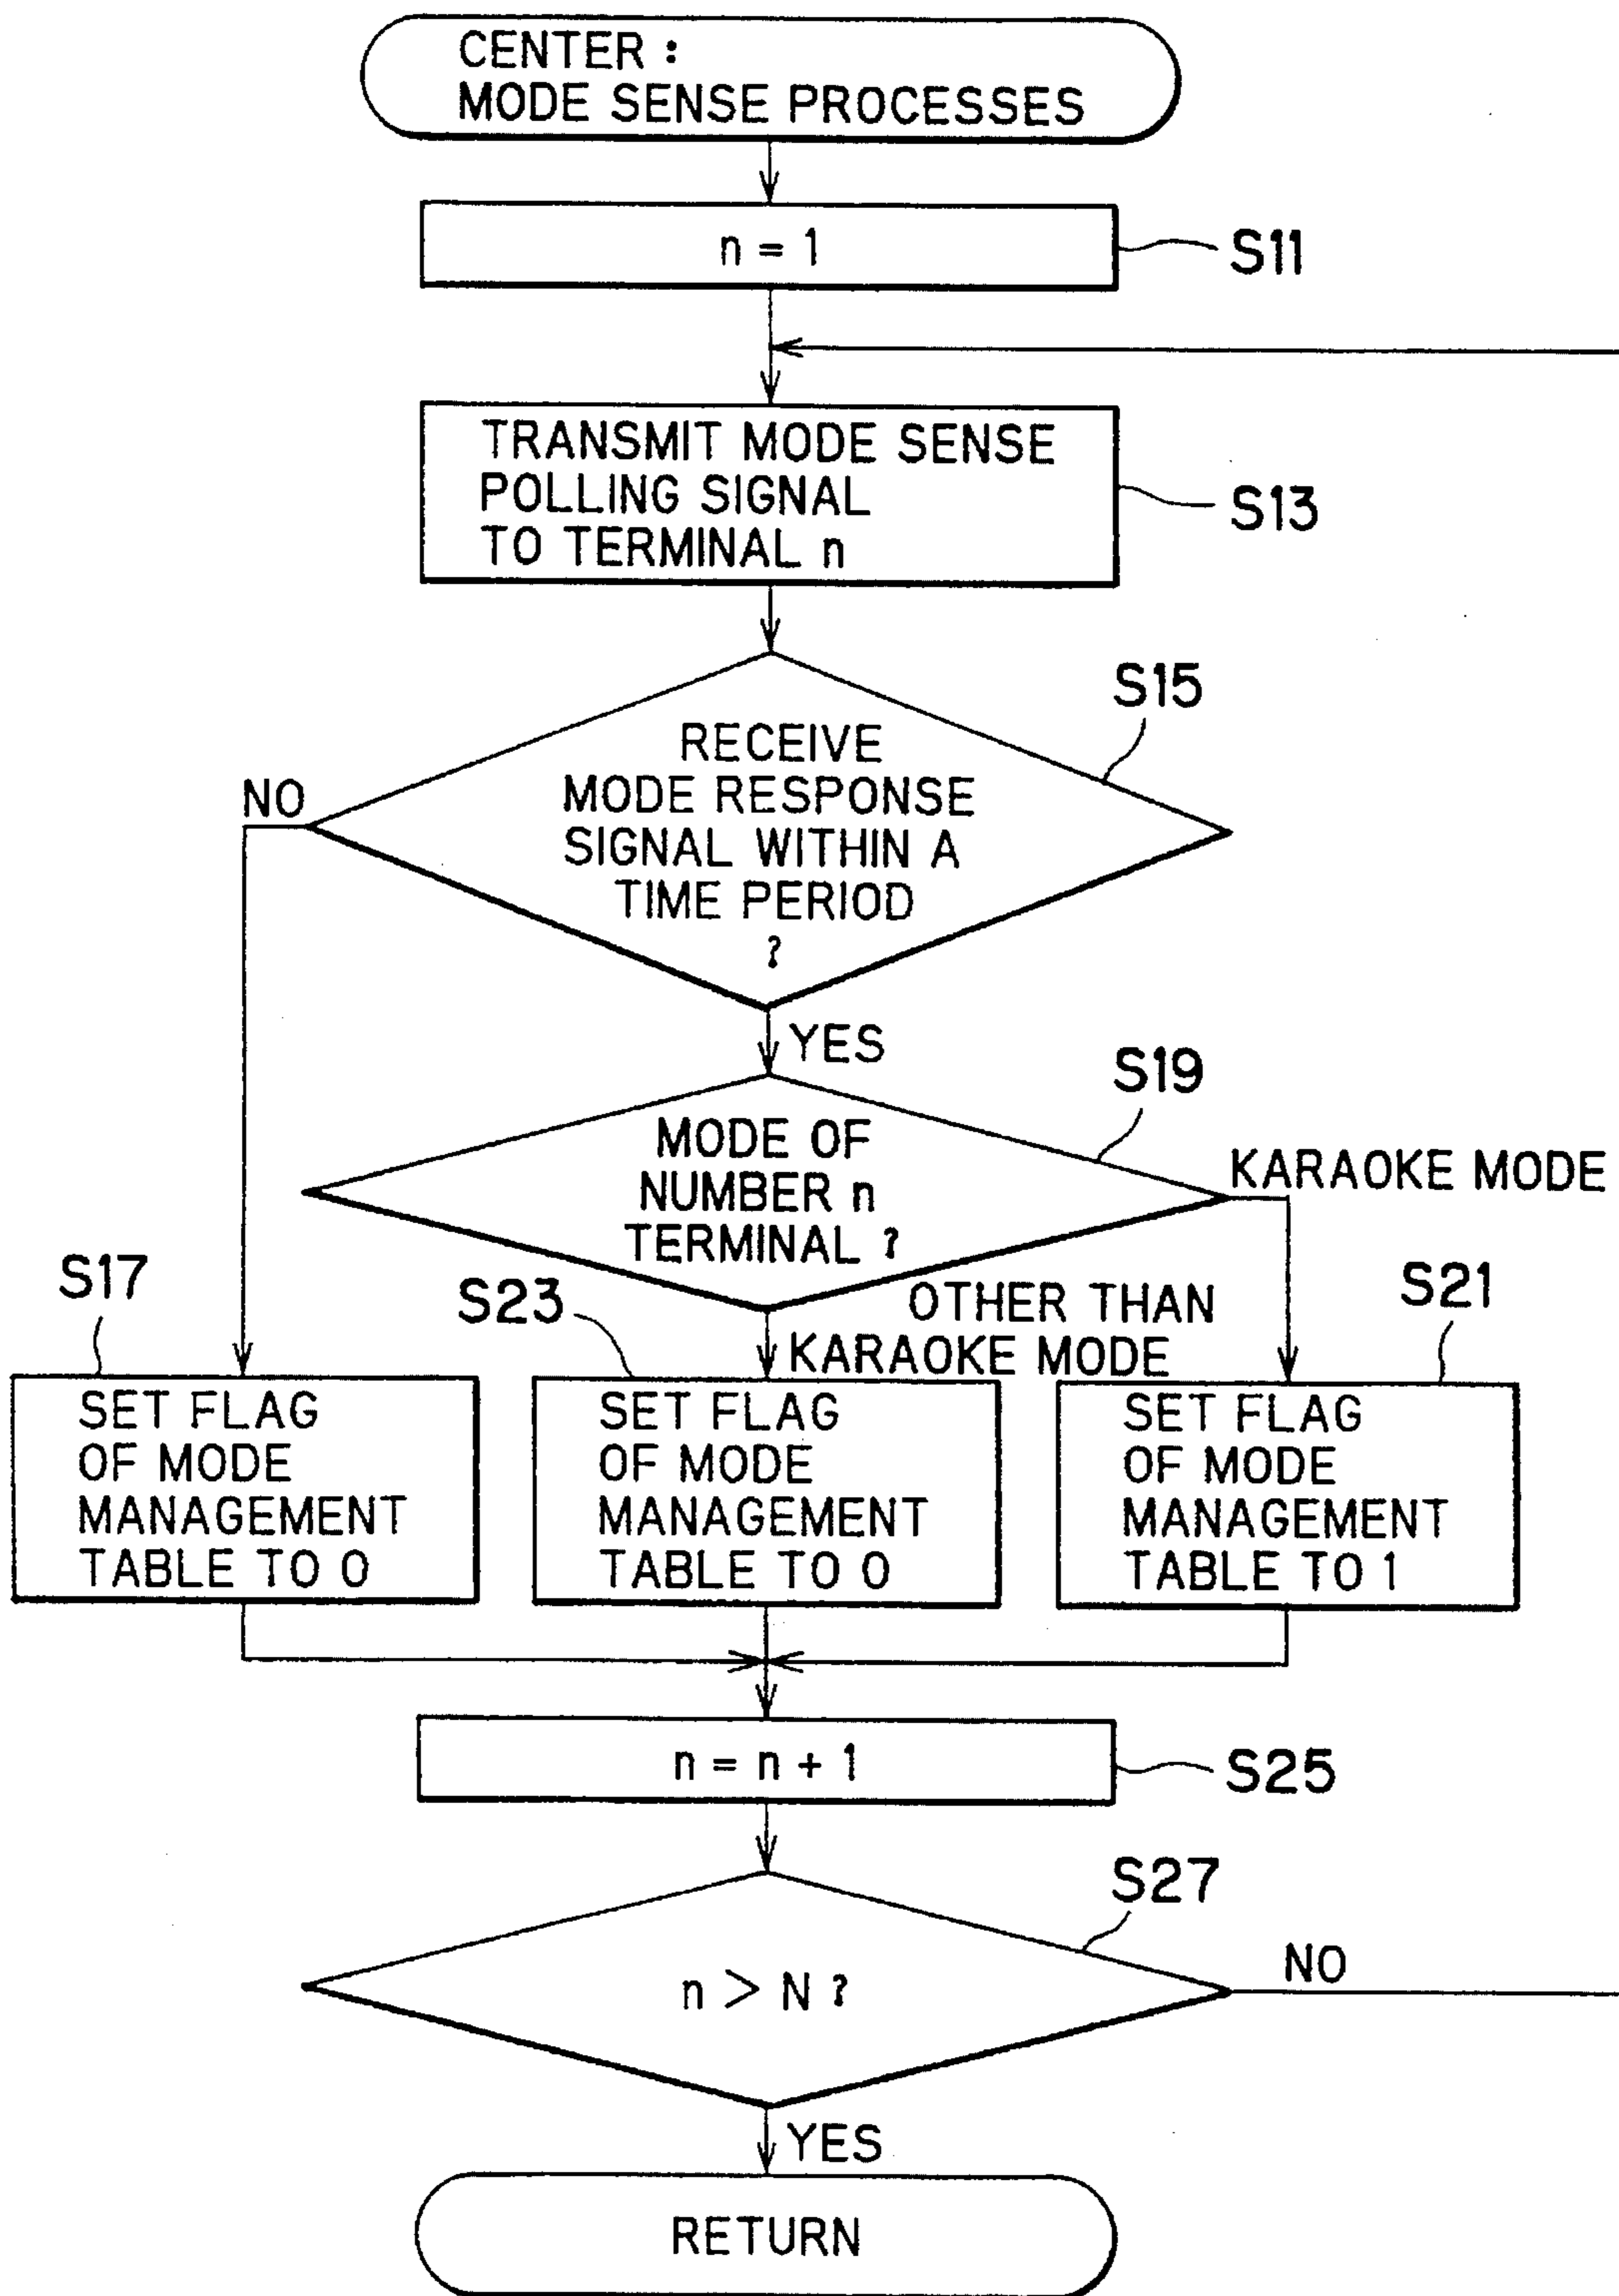 CENTER :
MODE SENSE PROCESSES
n = 1
S11
TRANSMIT MODE SENSE
POLLING SIGNAL
TO TERMINAL n
S13
S15
RECEIVE
MODE RESPONSE
SIGNAL WITHIN A
TIME PERIOD
?
NO
YES
S19
MODE OF
NUMBER n
TERMINAL ?
KARAOKE MODE
OTHER THAN
KARAOKE MODE
S17
SET FLAG
OF MODE
MANAGEMENT
TABLE TO 0
S23
SET FLAG
OF MODE
MANAGEMENT
TABLE TO 0
S21
SET FLAG
OF MODE
MANAGEMENT
TABLE TO 1
n = n + 1
S25
S27
n > N ?
NO
YES
RETURN